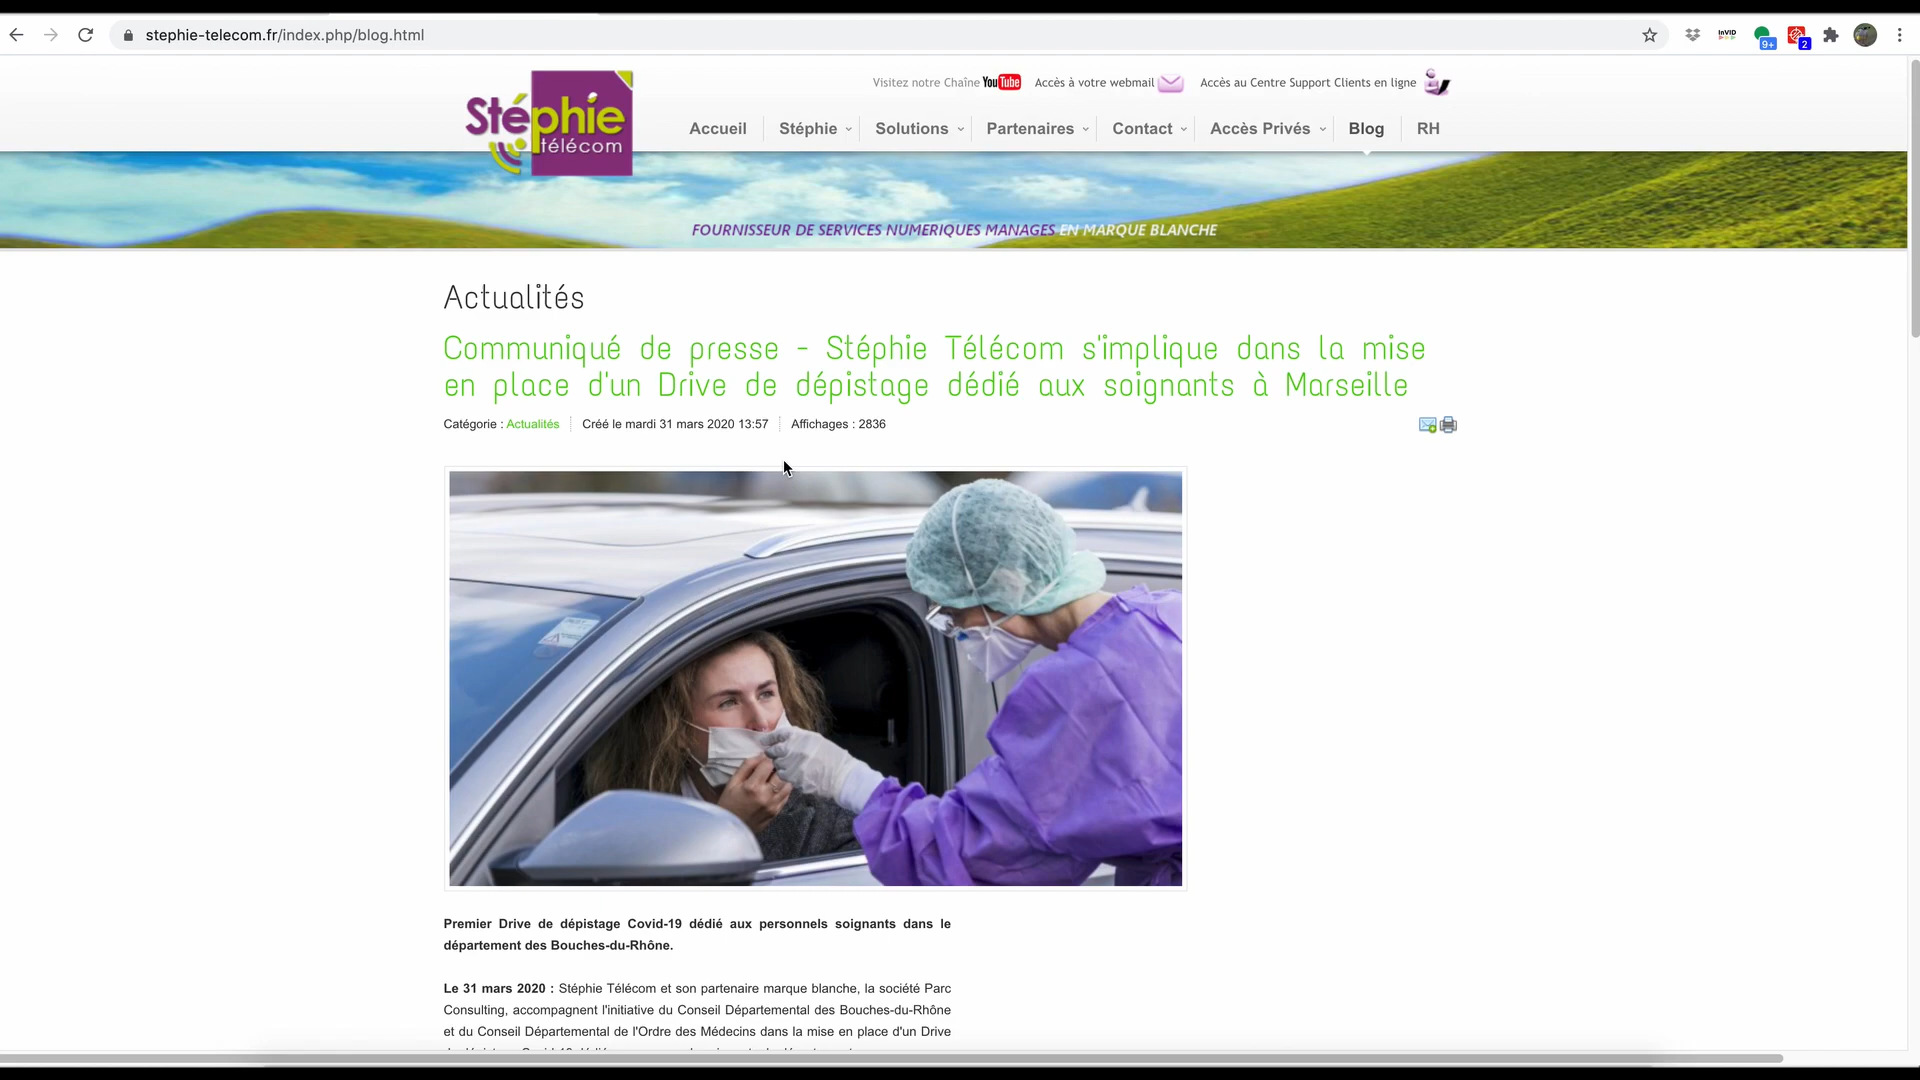 stephie-telecom.fr/index.php/blog.html
InVID
9+
2
Visitez notre Chaîne YouTube
Accès à votre webmail
Accès au Centre Support Clients en ligne
Stéphie
télécom
Accueil
Stéphie
Solutions
Partenaires
Contact
Accès Privés
Blog
RH
FOURNISSEUR DE SERVICES NUMERIQUES MANAGES EN MARQUE BLANCHE
Actualités
Communiqué de presse - Stéphie Télécom s'implique dans la mise
en place d'un Drive de dépistage dédié aux soignants à Marseille
Catégorie : Actualités
Créé le mardi 31 mars 2020 13:57
Affichages : 2836
Premier Drive de dépistage Covid-19 dédié aux personnels soignants dans le
département des Bouches-du-Rhône.
Le 31 mars 2020 : Stéphie Télécom et son partenaire marque blanche, la société Parc
Consulting, accompagnent l'initiative du Conseil Départemental des Bouches-du-Rhône
et du Conseil Départemental de l'Ordre des Médecins dans la mise en place d'un Drive